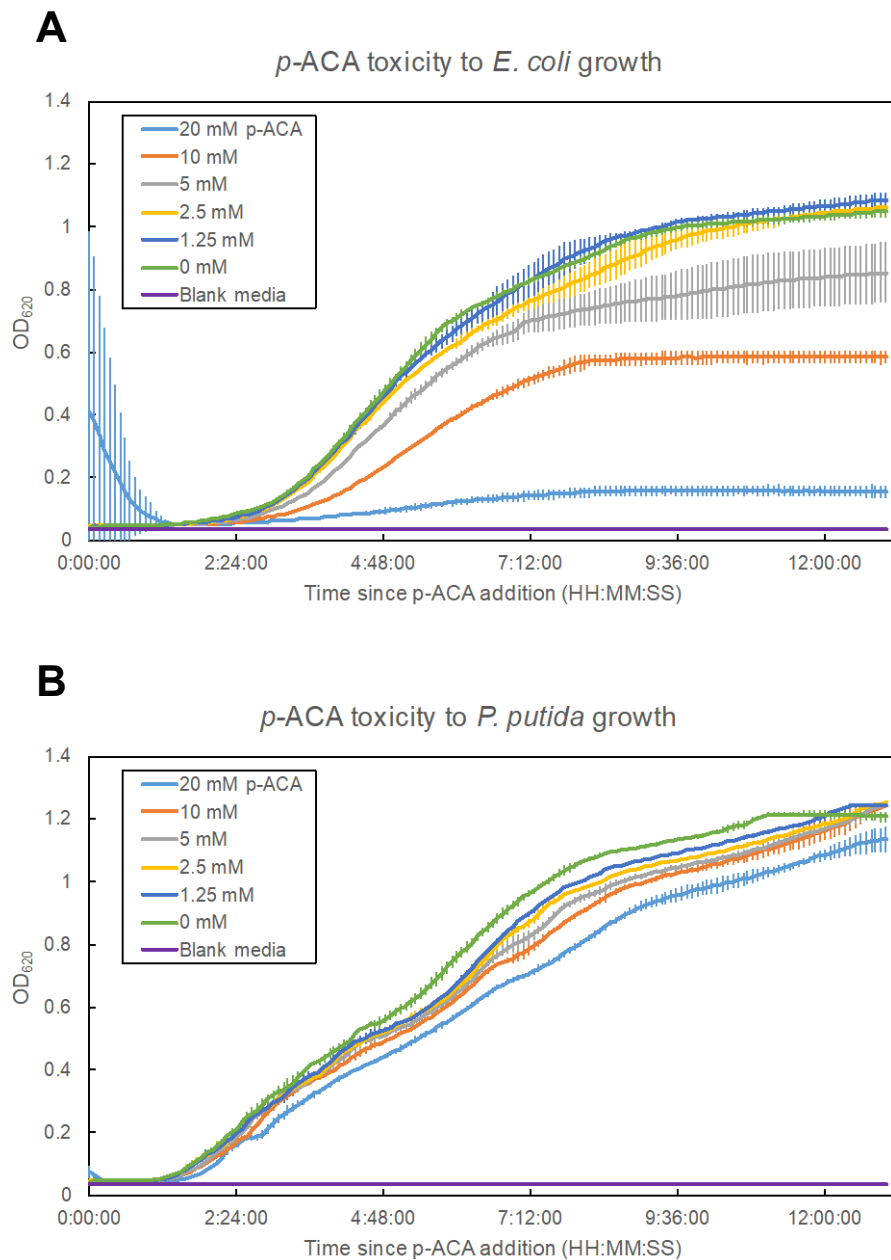 A
p-ACA toxicity to E. coli growth
1.4
1.2
1
0.8
0.6
0.4
0.2
0
OD620
20 mM p-ACA
10 mM
5 mM
2.5 mM
1.25 mM
0 mM
Blank media
0:00:00 2:24:00 4:48:00 7:12:00 9:36:00 12:00:00
Time since p-ACA addition (HH:MM:SS)
B
p-ACA toxicity to P. putida growth
1.4
1.2
1
0.8
0.6
0.4
0.2
0
OD620
20 mM p-ACA
10 mM
5 mM
2.5 mM
1.25 mM
0 mM
Blank media
0:00:00 2:24:00 4:48:00 7:12:00 9:36:00 12:00:00
Time since p-ACA addition (HH:MM:SS)